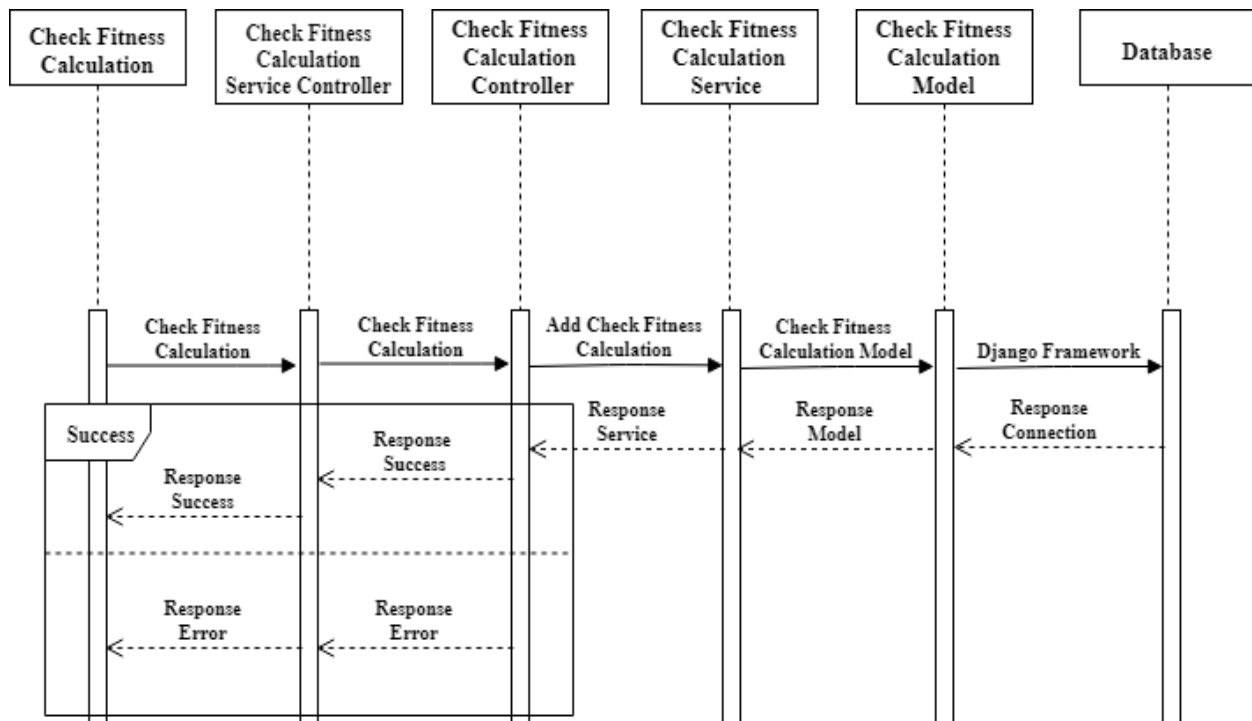 Check Fitness
Calculation
Check Fitness
Calculation
Service Controller
Check Fitness
Calculation
Controller
Check Fitness
Calculation
Service
Check Fitness
Calculation
Model
Database
Check Fitness
Calculation
Check Fitness
Calculation
Add Check Fitness
Calculation
Check Fitness
Calculation Model
Django Framework
Success
Response
Success
Response
Success
Response
Service
Response
Model
Response
Connection
Response
Error
Response
Error